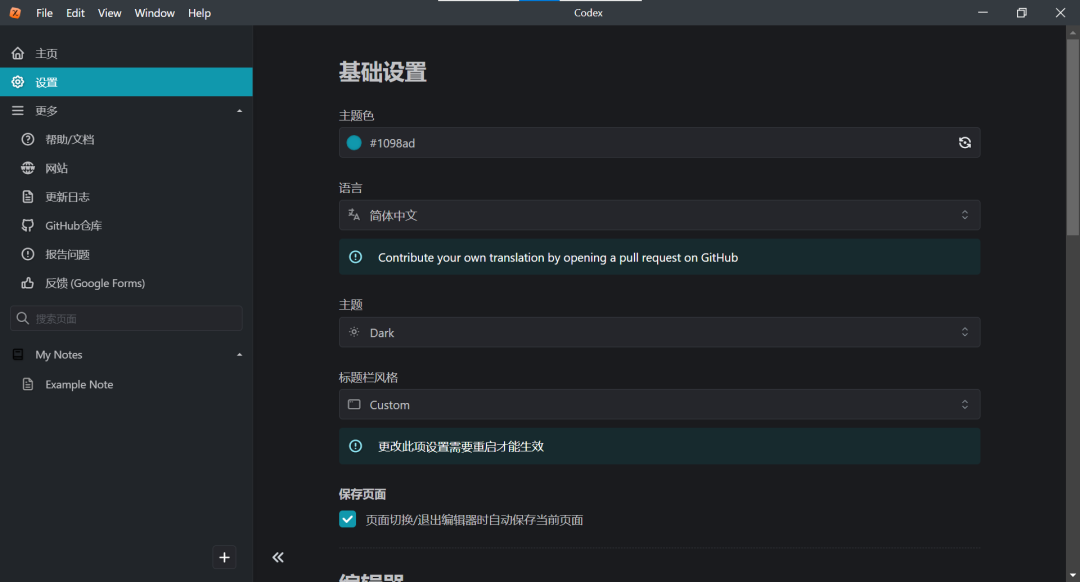 File Edit View Window Help
Codex
主页
设置
更多
帮助/文档
网站
更新日志
GitHub仓库
报告问题
反馈 (Google Forms)
搜索页面
My Notes
Example Note
基础设置
主题色
#1098ad
语言
简体中文
Contribute your own translation by opening a pull request on GitHub
主题
Dark
标题栏风格
Custom
更改此项设置需要重启才能生效
保存页面
页面切换/退出编辑器时自动保存当前页面
编辑器